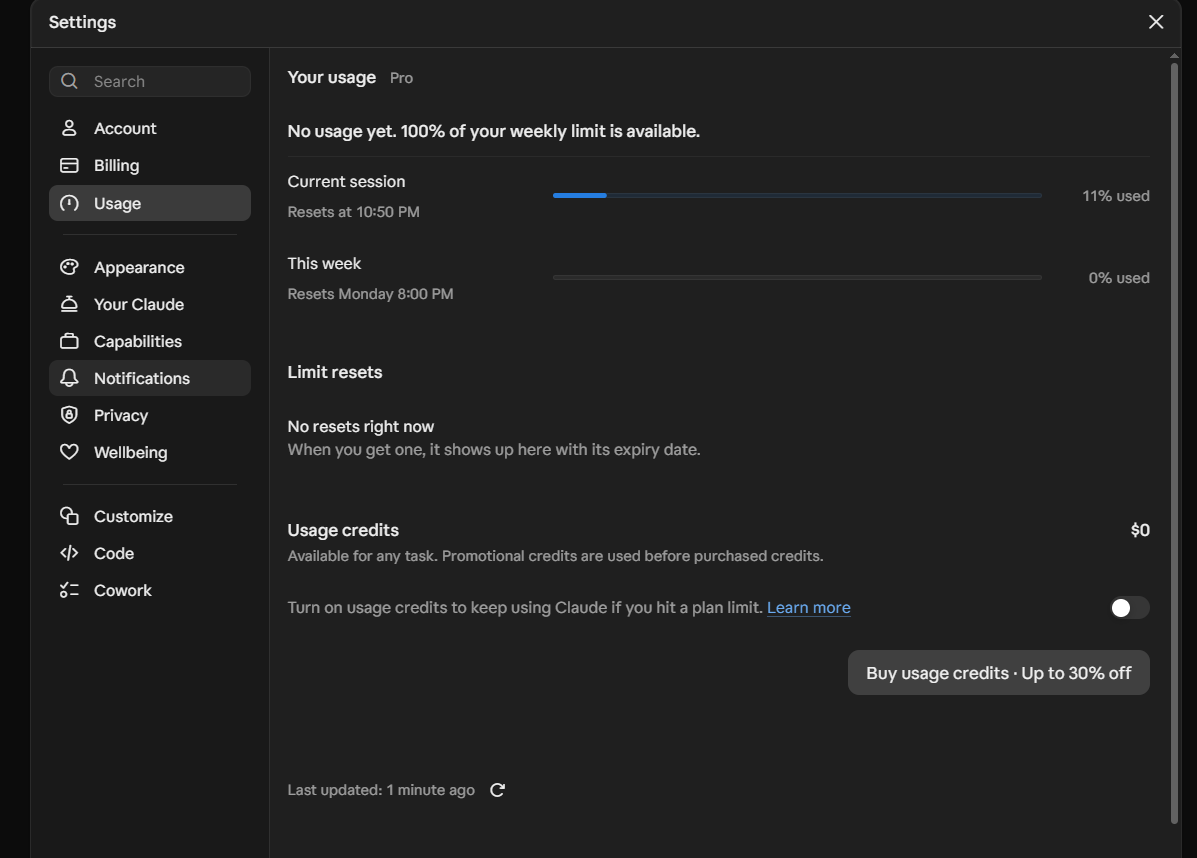 Settings
Search
Account
Billing
Usage
Appearance
Your Claude
Capabilities
Notifications
Privacy
Wellbeing
Customize
Code
Cowork
Your usage Pro
No usage yet. 100% of your weekly limit is available.
Current session
Resets at 10:50 PM
11% used
This week
Resets Monday 8:00 PM
0% used
Limit resets
No resets right now
When you get one, it shows up here with its expiry date.
Usage credits
$0
Available for any task. Promotional credits are used before purchased credits.
Turn on usage credits to keep using Claude if you hit a plan limit. Learn more
Buy usage credits · Up to 30% off
Last updated: 1 minute ago